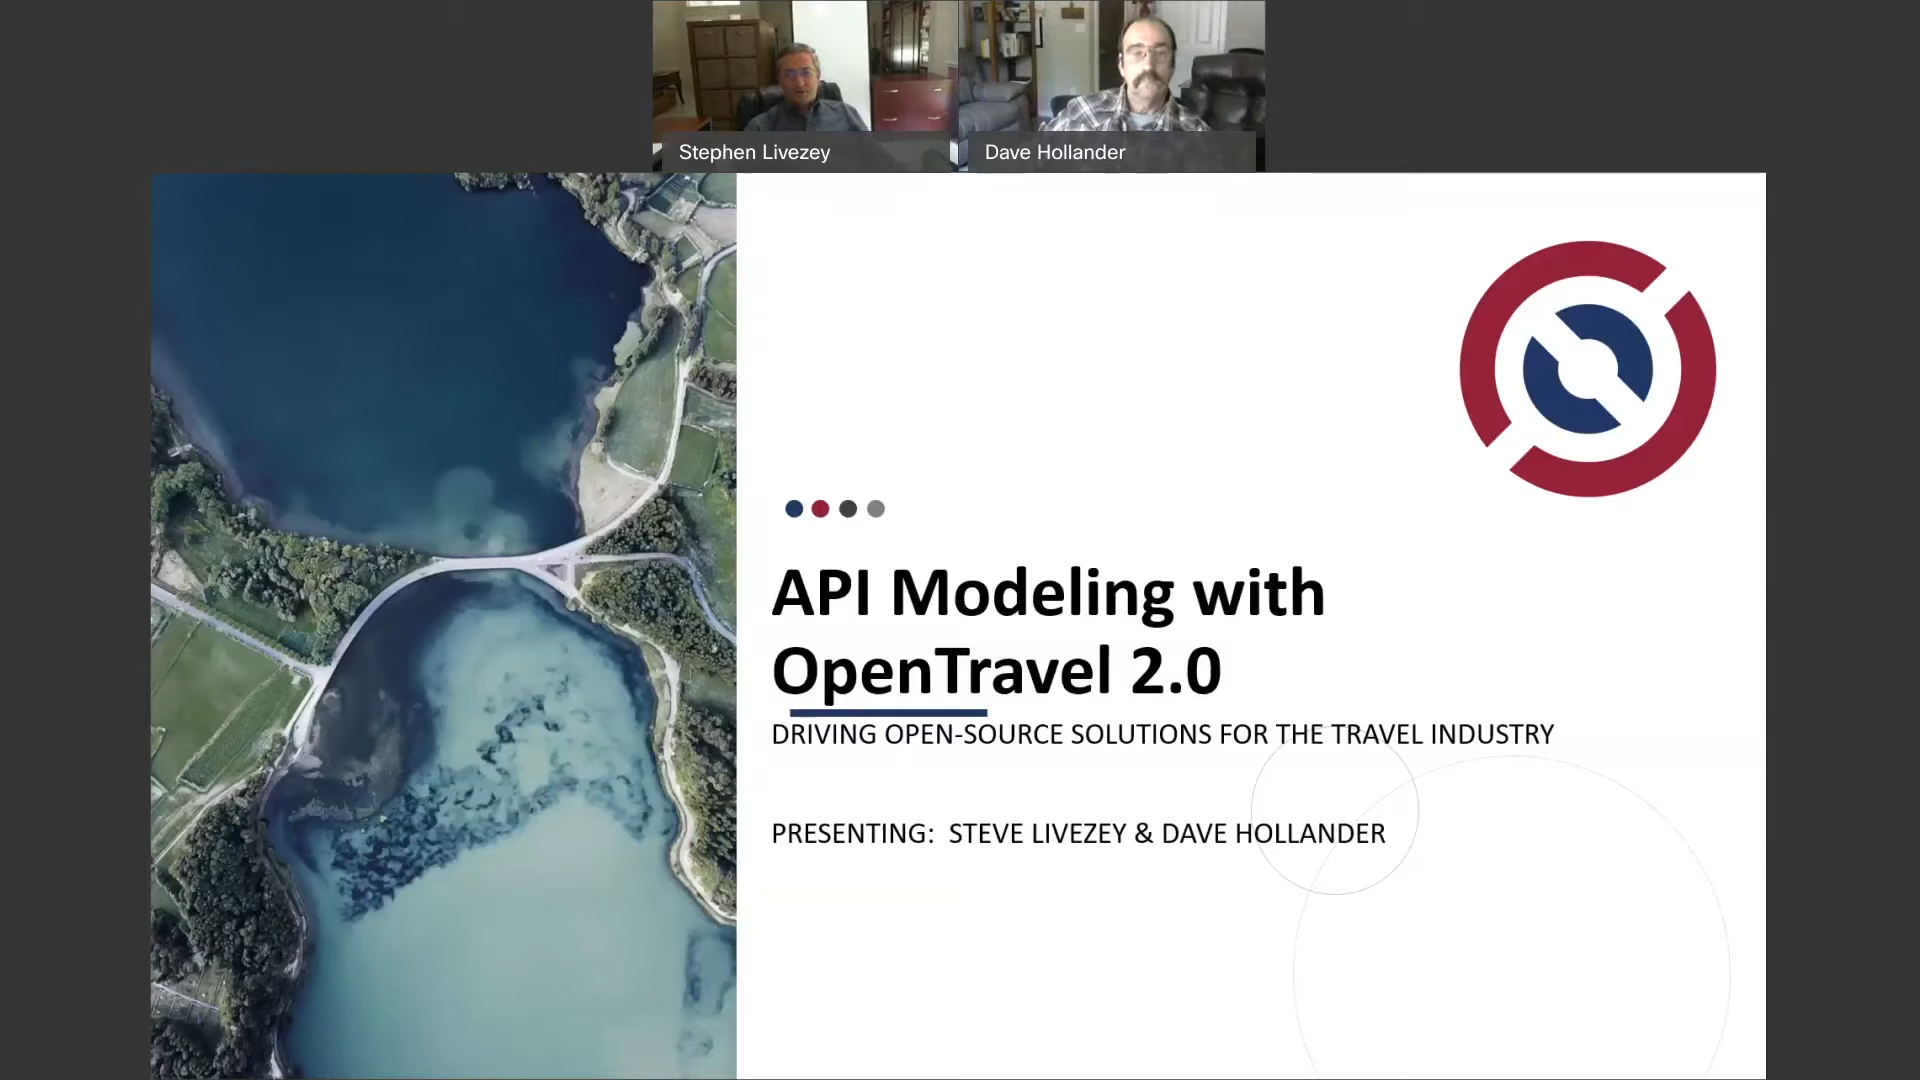 Stephen Livezey
Dave Hollander
API Modeling with
OpenTravel 2.0
DRIVING OPEN-SOURCE SOLUTIONS FOR THE TRAVEL INDUSTRY
PRESENTING: STEVE LIVEZEY & DAVE HOLLANDER